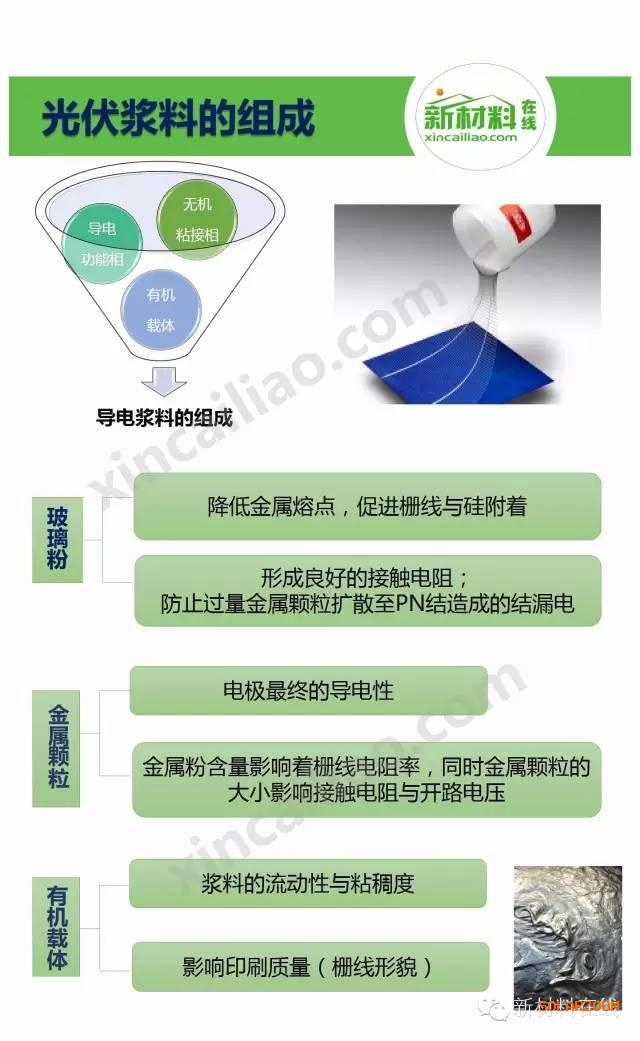 光伏浆料的组成
新材料在线
xincailiao.com
导电
功能相
无机
粘接相
有机
载体
导电浆料的组成
xincailiao.com
玻璃粉
降低金属熔点，促进栅线与硅附着
形成良好的接触电阻；
防止过量金属颗粒扩散至PN结造成的结漏电
金属颗粒
电极最终的导电性
金属粉含量影响着栅线电阻率，同时金属颗粒的
大小影响接触电阻与开路电压
xincailiao.com
有机载体
浆料的流动性与粘稠度
影响印刷质量（栅线形貌）
新材料在线